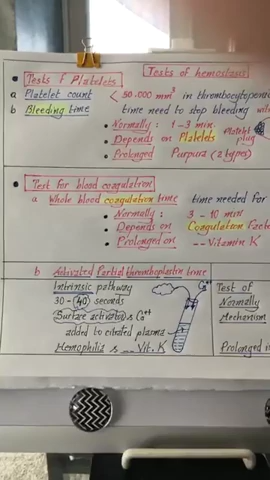 Tests of hemostasis
• Tests of Platelets
a Platelet count < 50.000 mm³ in thrombocytopenia
b Bleeding time time need to stop bleeding
• Normally: 1-3 min.
• Depends on Platelets Platelet plug
• Prolonged Purpura (2 types)
• Test for blood coagulation
a Whole blood coagulation time time needed for
• Normally: 3 - 10 min
• Depends on Coagulation Facto
• Prolonged on -- Vitamin K
b Activated Partial thromboplastin time
Intrinsic pathway
30 - 40 seconds
Surface activator & Ca++
added to citrated plasma
Hemophilia & __ Vit. K
Ca++
Test of
Normally
Mechanism
Prolonged in